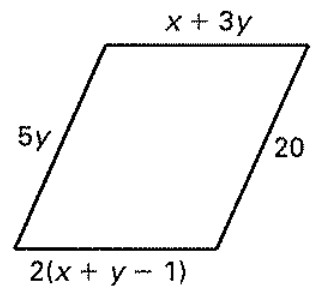 x + 3y
5y
20
2(x + y − 1)